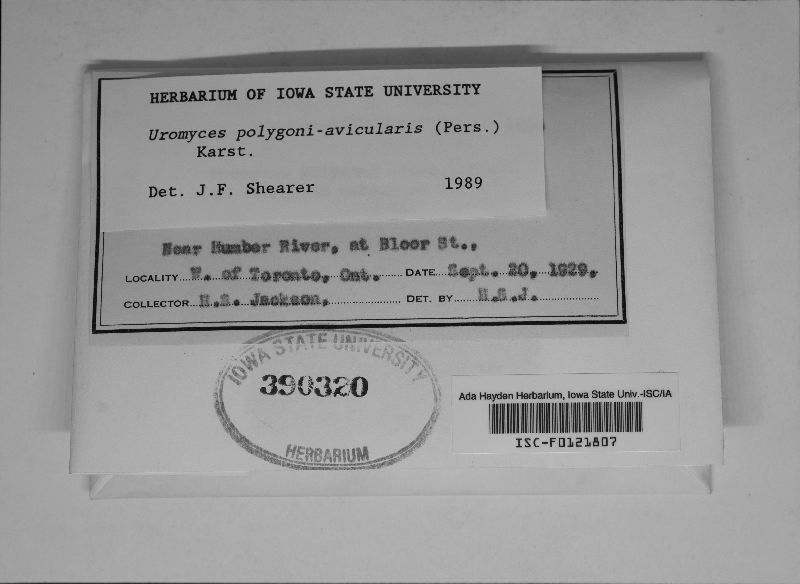 HERBARIUM OF IOWA STATE UNIVERSITY
Uromyces polygoni-avicularis (Pers.)
Karst.
Det. J.F. Shearer 1989
Near Humber River, at Bloor St.,
LOCALITY W. of Toronto, Ont. DATE Sept. 20, 1929,
COLLECTOR H.S. Jackson, DET. BY H.S.J.
IOWA STATE UNIVERSITY
390320
HERBARIUM
Ada Hayden Herbarium, Iowa State Univ.-ISC/IA
ISC-F0121807